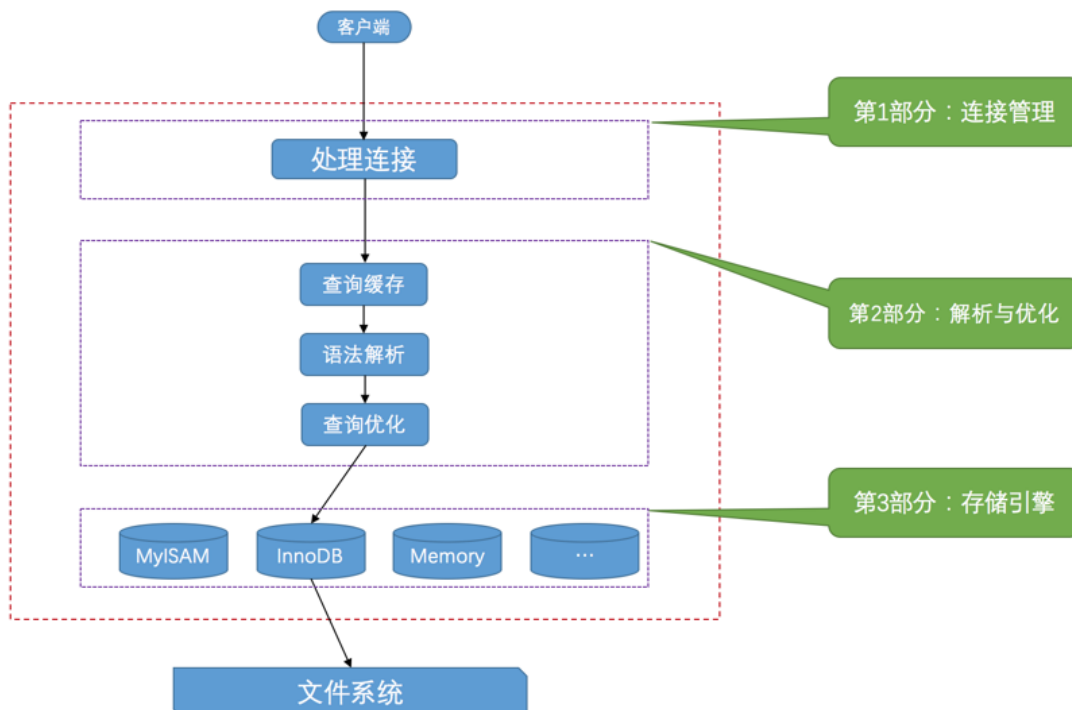 客户端
第1部分：连接管理
处理连接
查询缓存
第2部分：解析与优化
语法解析
查询优化
第3部分：存储引擎
MyISAM
InnoDB
Memory
…
文件系统